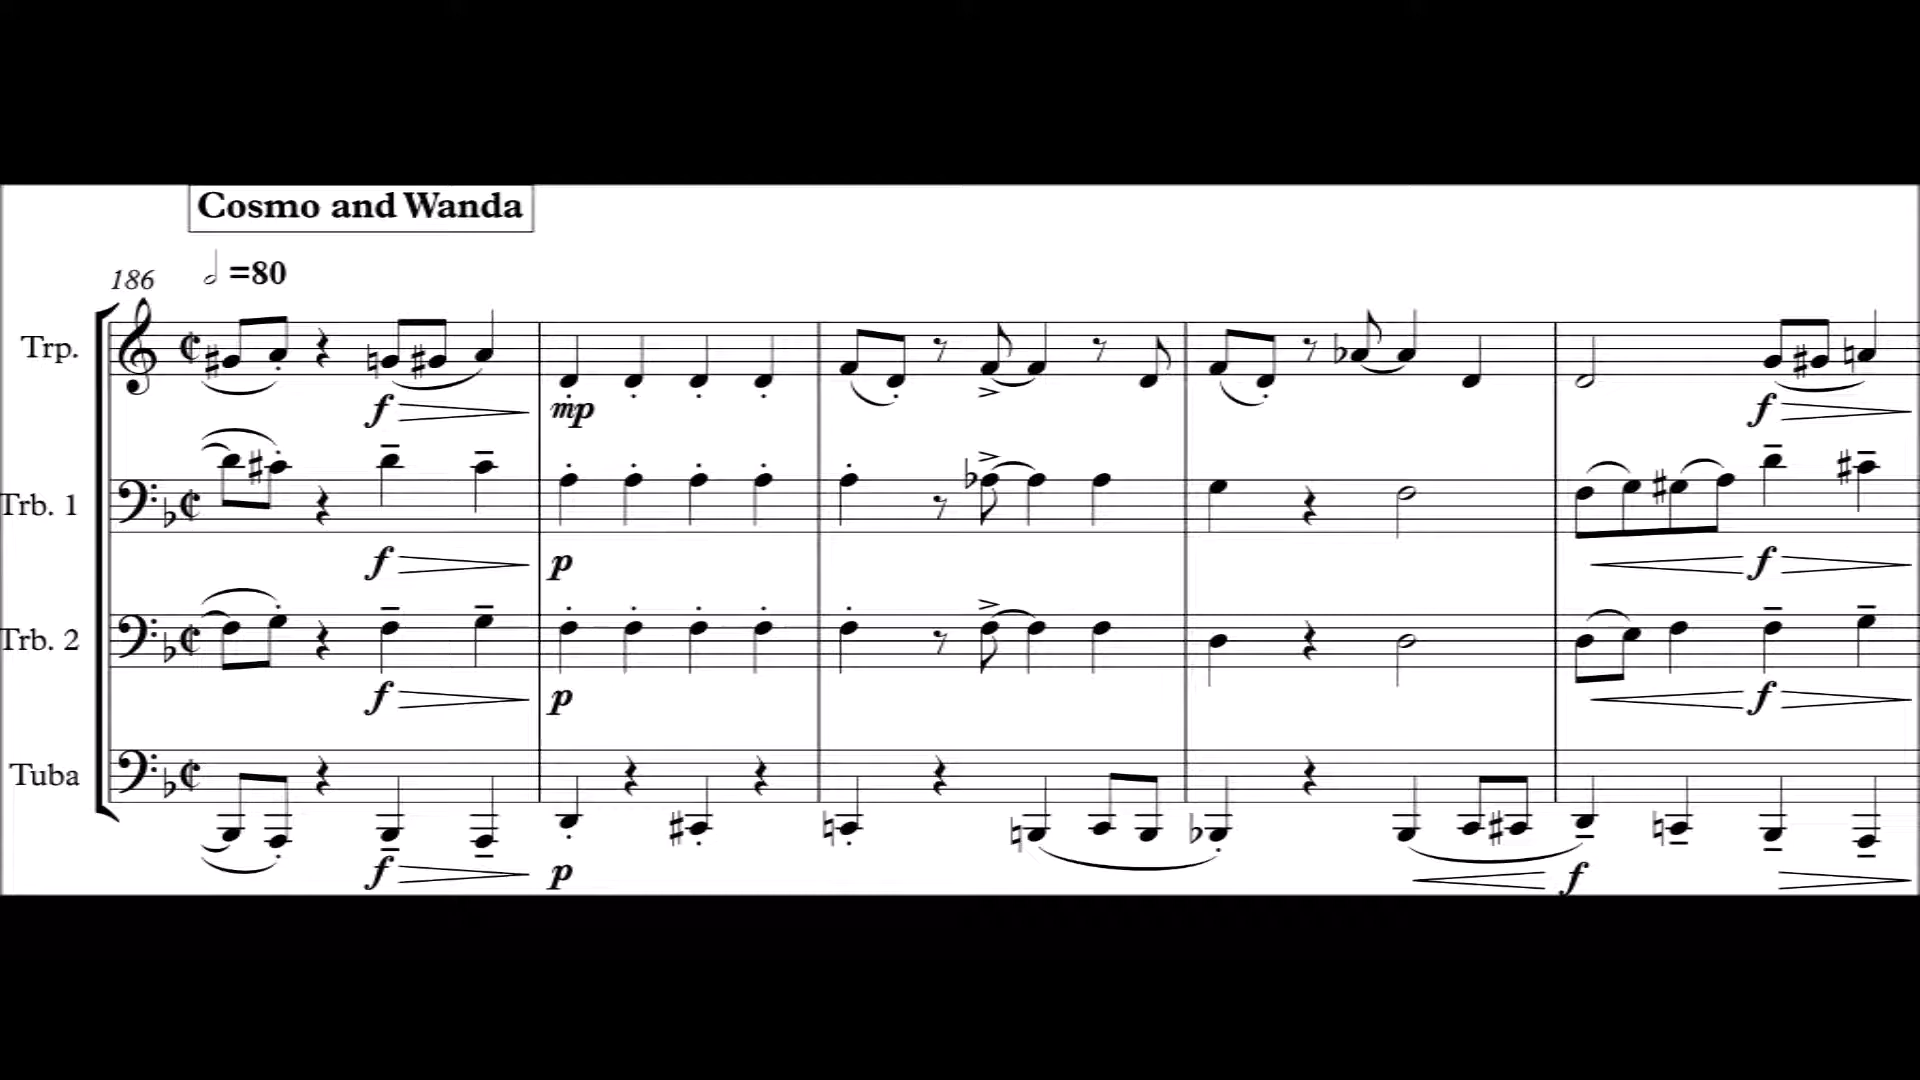 Cosmo and Wanda
=80
186
Trp.
f
mp
f
Trb. 1
f
p
f
Trb. 2
f
p
f
Tuba
f
p
f